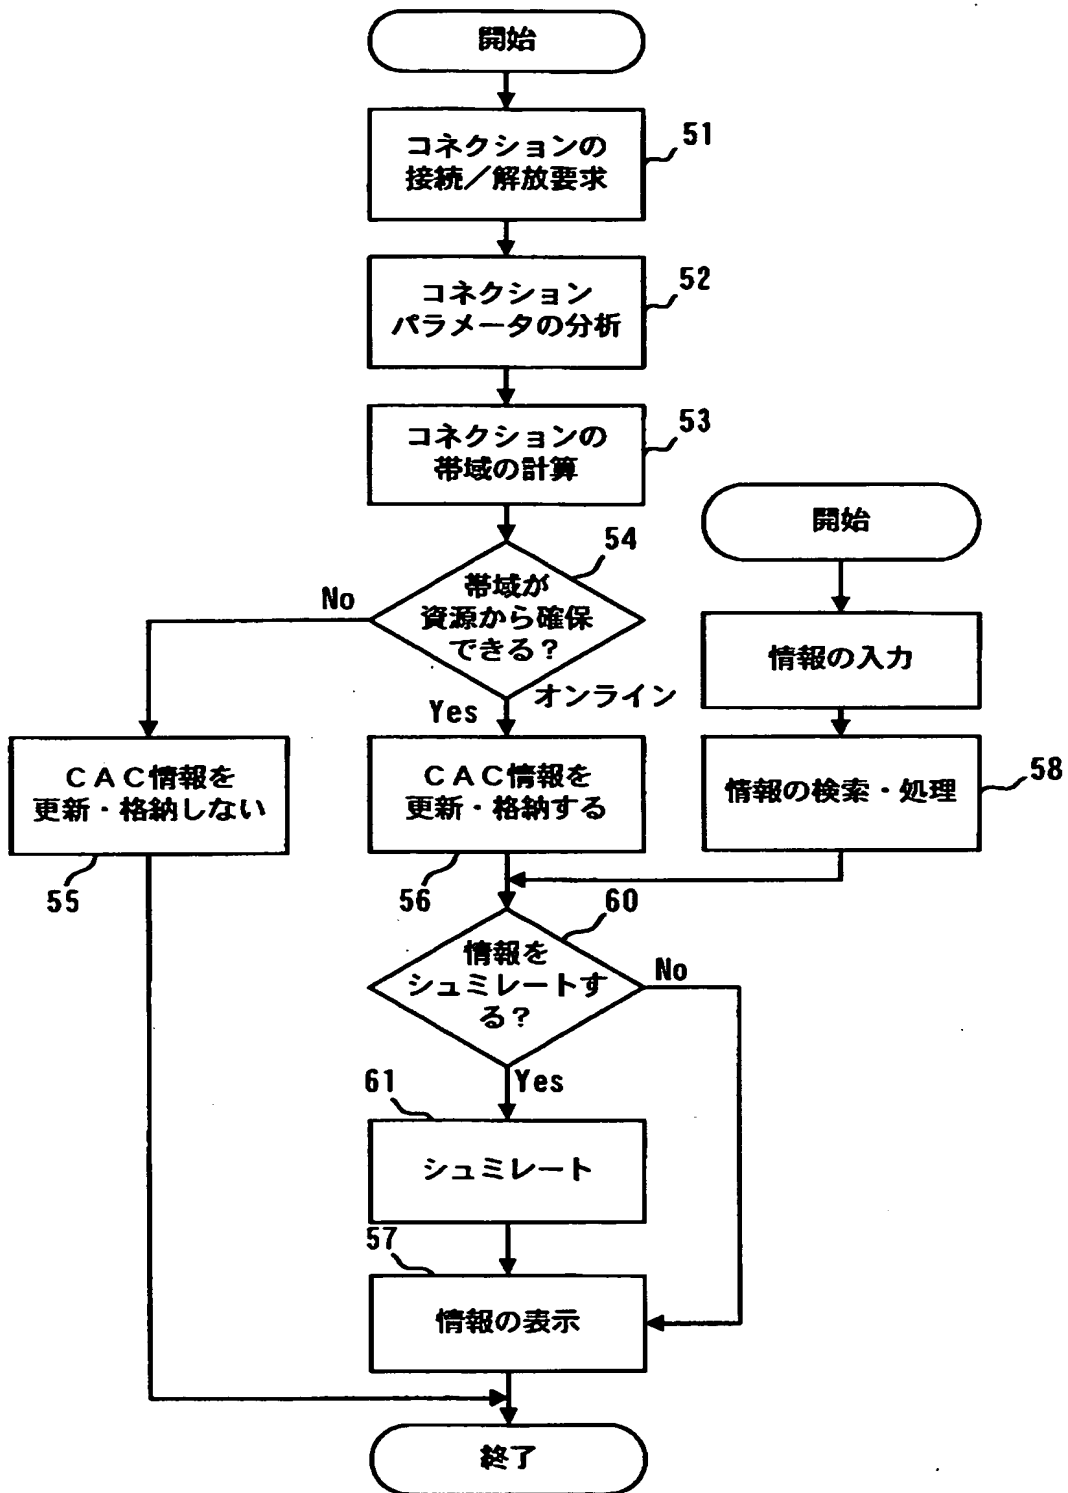 開始
コネクションの
接続／解放要求
51
コネクション
パラメータの分析
52
コネクションの
帯域の計算
53
開始
54
帯域が
資源から確保
できる？
No
Yes
オンライン
情報の入力
ＣＡＣ情報を
更新・格納しない
55
ＣＡＣ情報を
更新・格納する
56
情報の検索・処理
58
60
情報を
シュミレートす
る？
No
Yes
61
シュミレート
57
情報の表示
終了